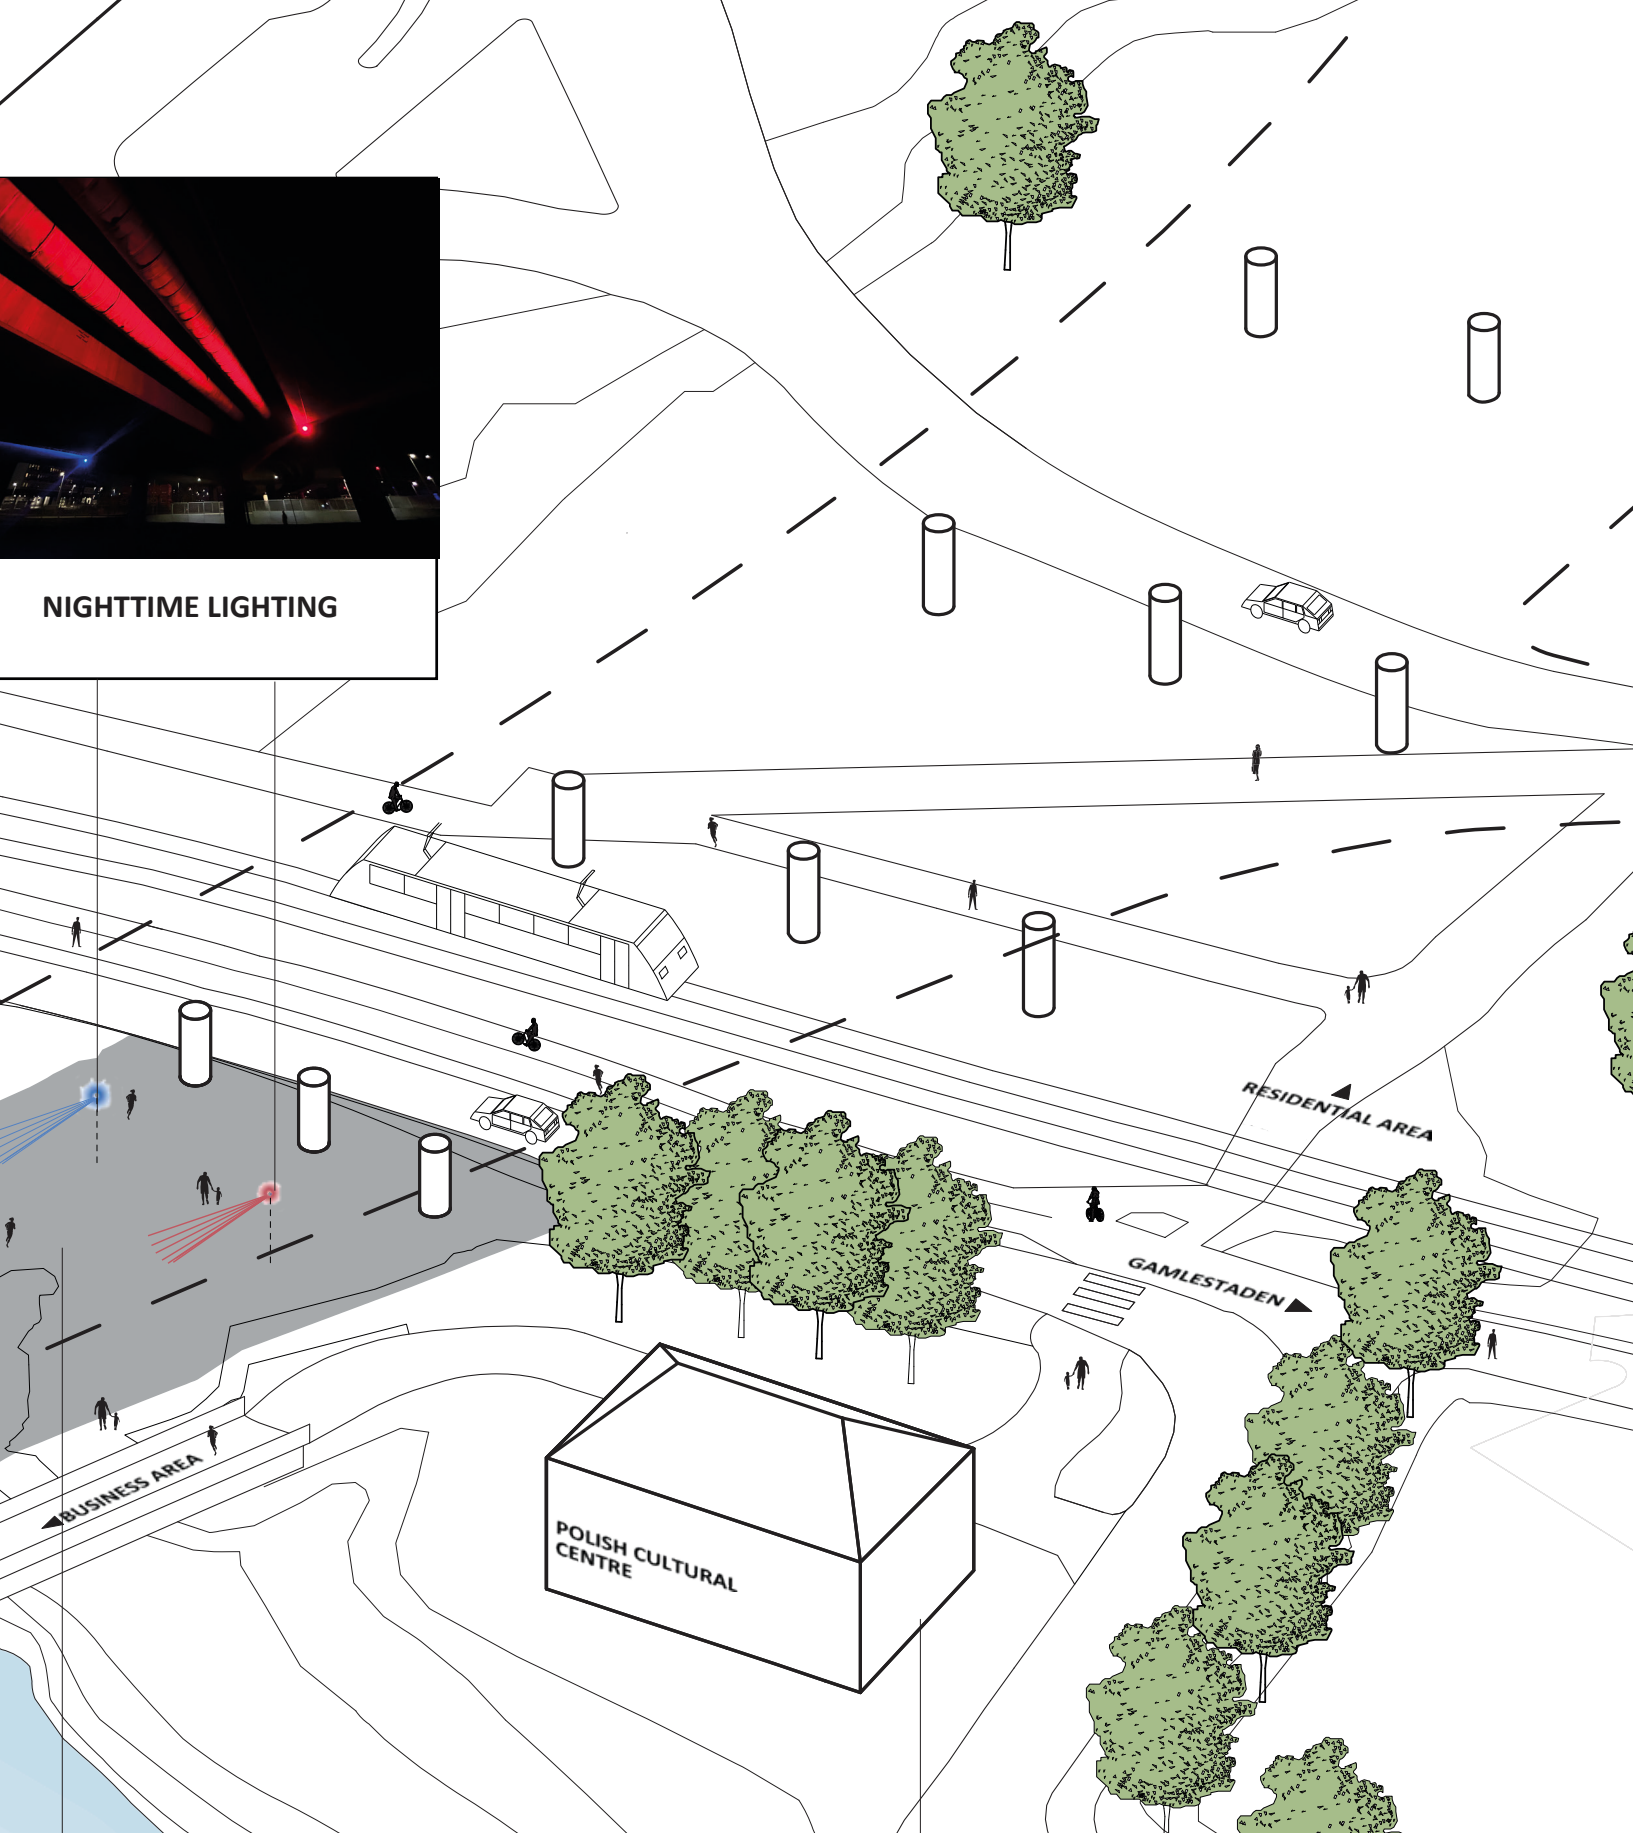 NIGHTTIME LIGHTING
RESIDENTIAL AREA
GAMLESTADEN
BUSINESS AREA
POLISH CULTURAL
CENTRE